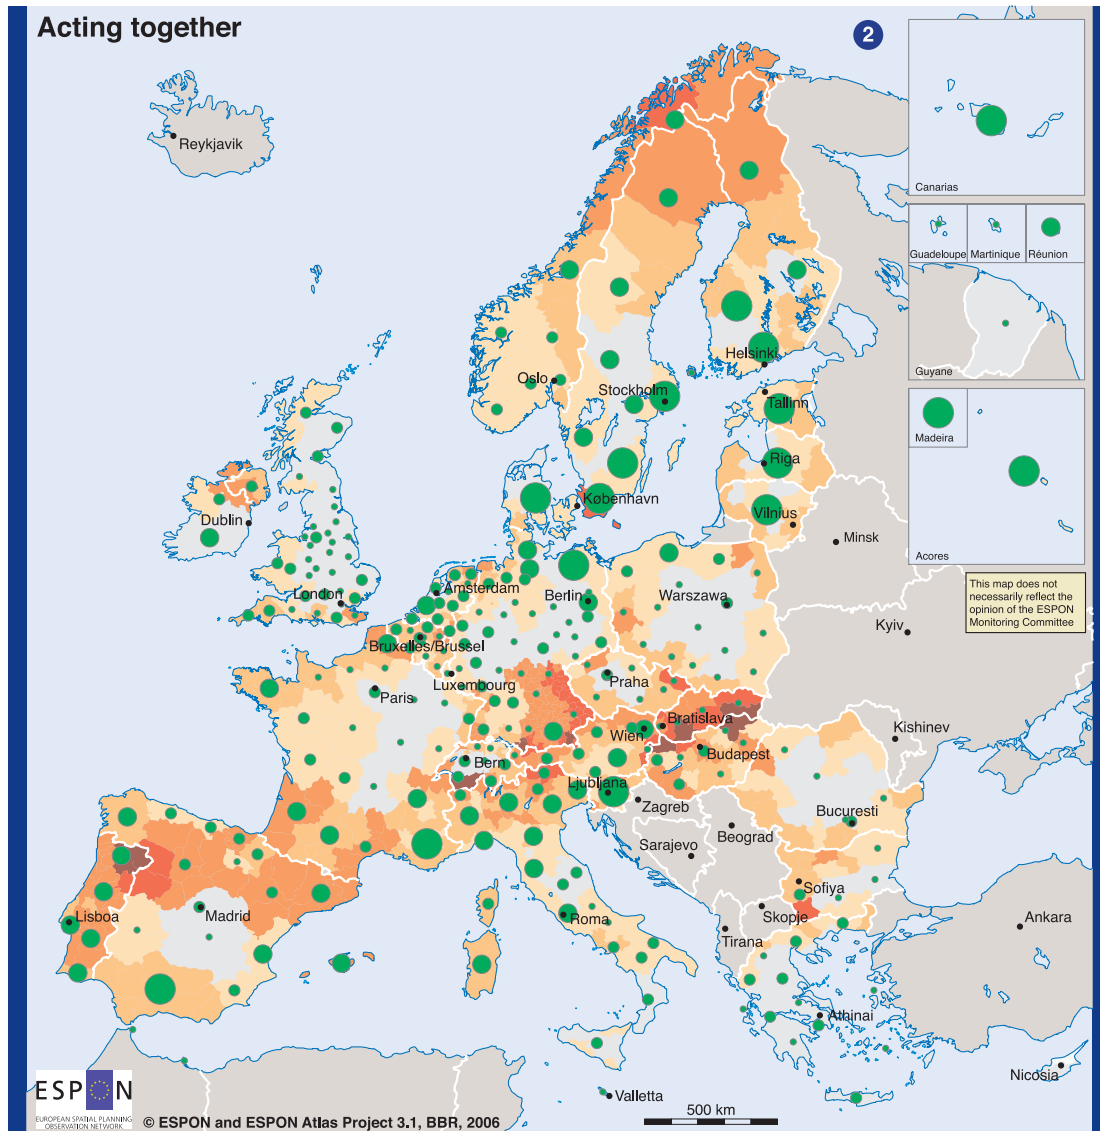 Acting together
2
Reykjavik
Canarias
Guadeloupe
Martinique
Réunion
Guyane
Madeira
Acores
This map does not
necessarily reflect the
opinion of the ESPON
Monitoring Committee
Helsinki
Oslo
Stockholm
Tallinn
Riga
København
Vilnius
Dublin
Minsk
Amsterdam
London
Berlin
Warszawa
Kyiv
Bruxelles/Brussel
Luxembourg
Praha
Paris
Bratislava
Wien
Kishinev
Budapest
Bern
Ljubljana
Zagreb
Bucuresti
Beograd
Sarajevo
Sofiya
Lisboa
Madrid
Roma
Skopje
Ankara
Tirana
Athinai
Nicosia
Valletta
ESPON
EUROPEAN SPATIAL PLANNING
OBSERVATION NETWORK
© ESPON and ESPON Atlas Project 3.1, BBR, 2006
500 km